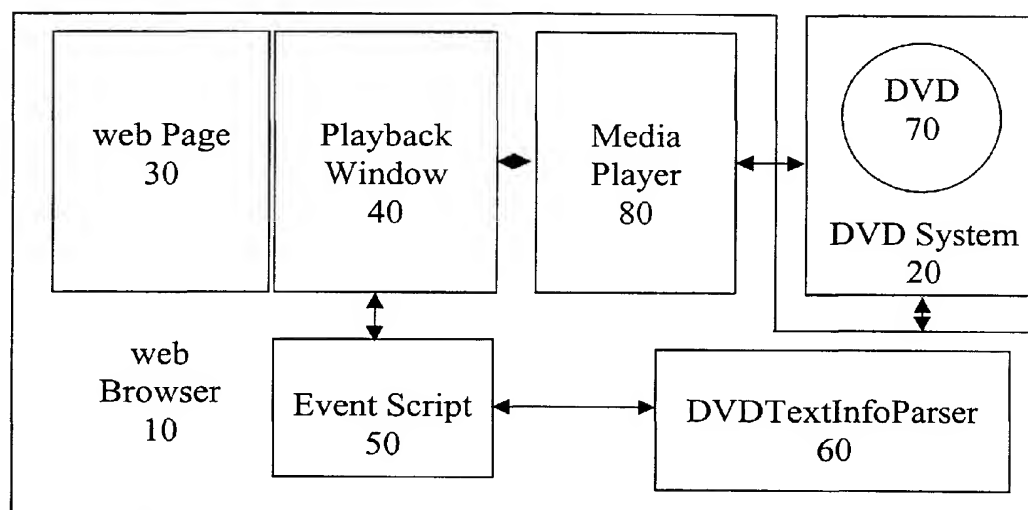 web Page
30
Playback
Window
40
Media
Player
80
DVD
70
DVD System
20
web
Browser
10
Event Script
50
DVDTextInfoParser
60